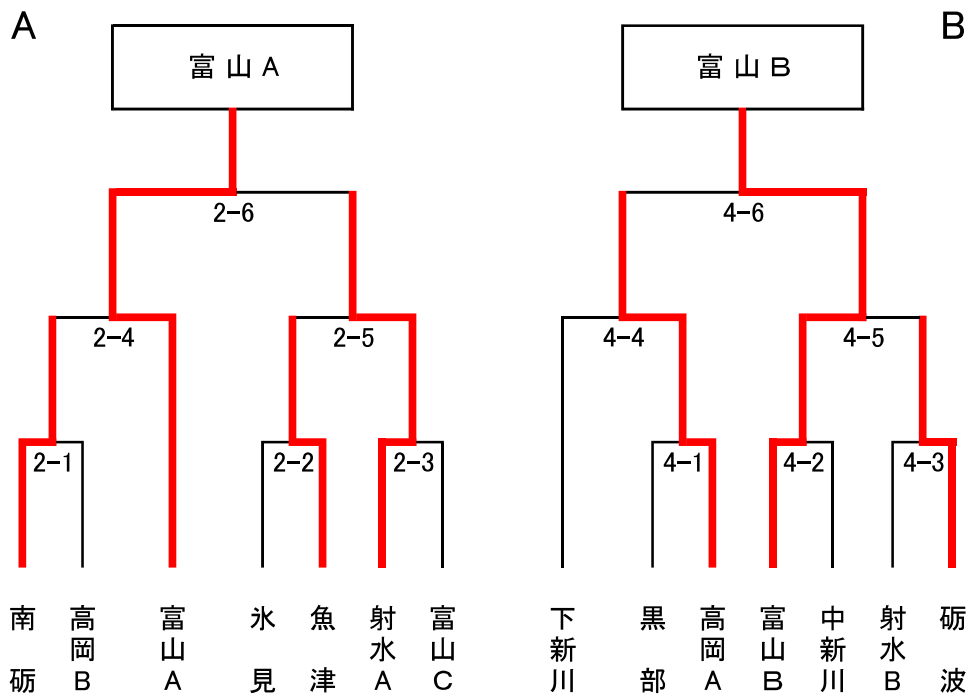 A
B
富山A
富山B
2-6
4-6
2-4
2-5
4-4
4-5
2-1
2-2
2-3
4-1
4-2
4-3
南砺
高岡B
富山A
氷見
魚津
射水A
富山C
下新川
黒部
高岡A
富山B
中新川
射水B
砺波